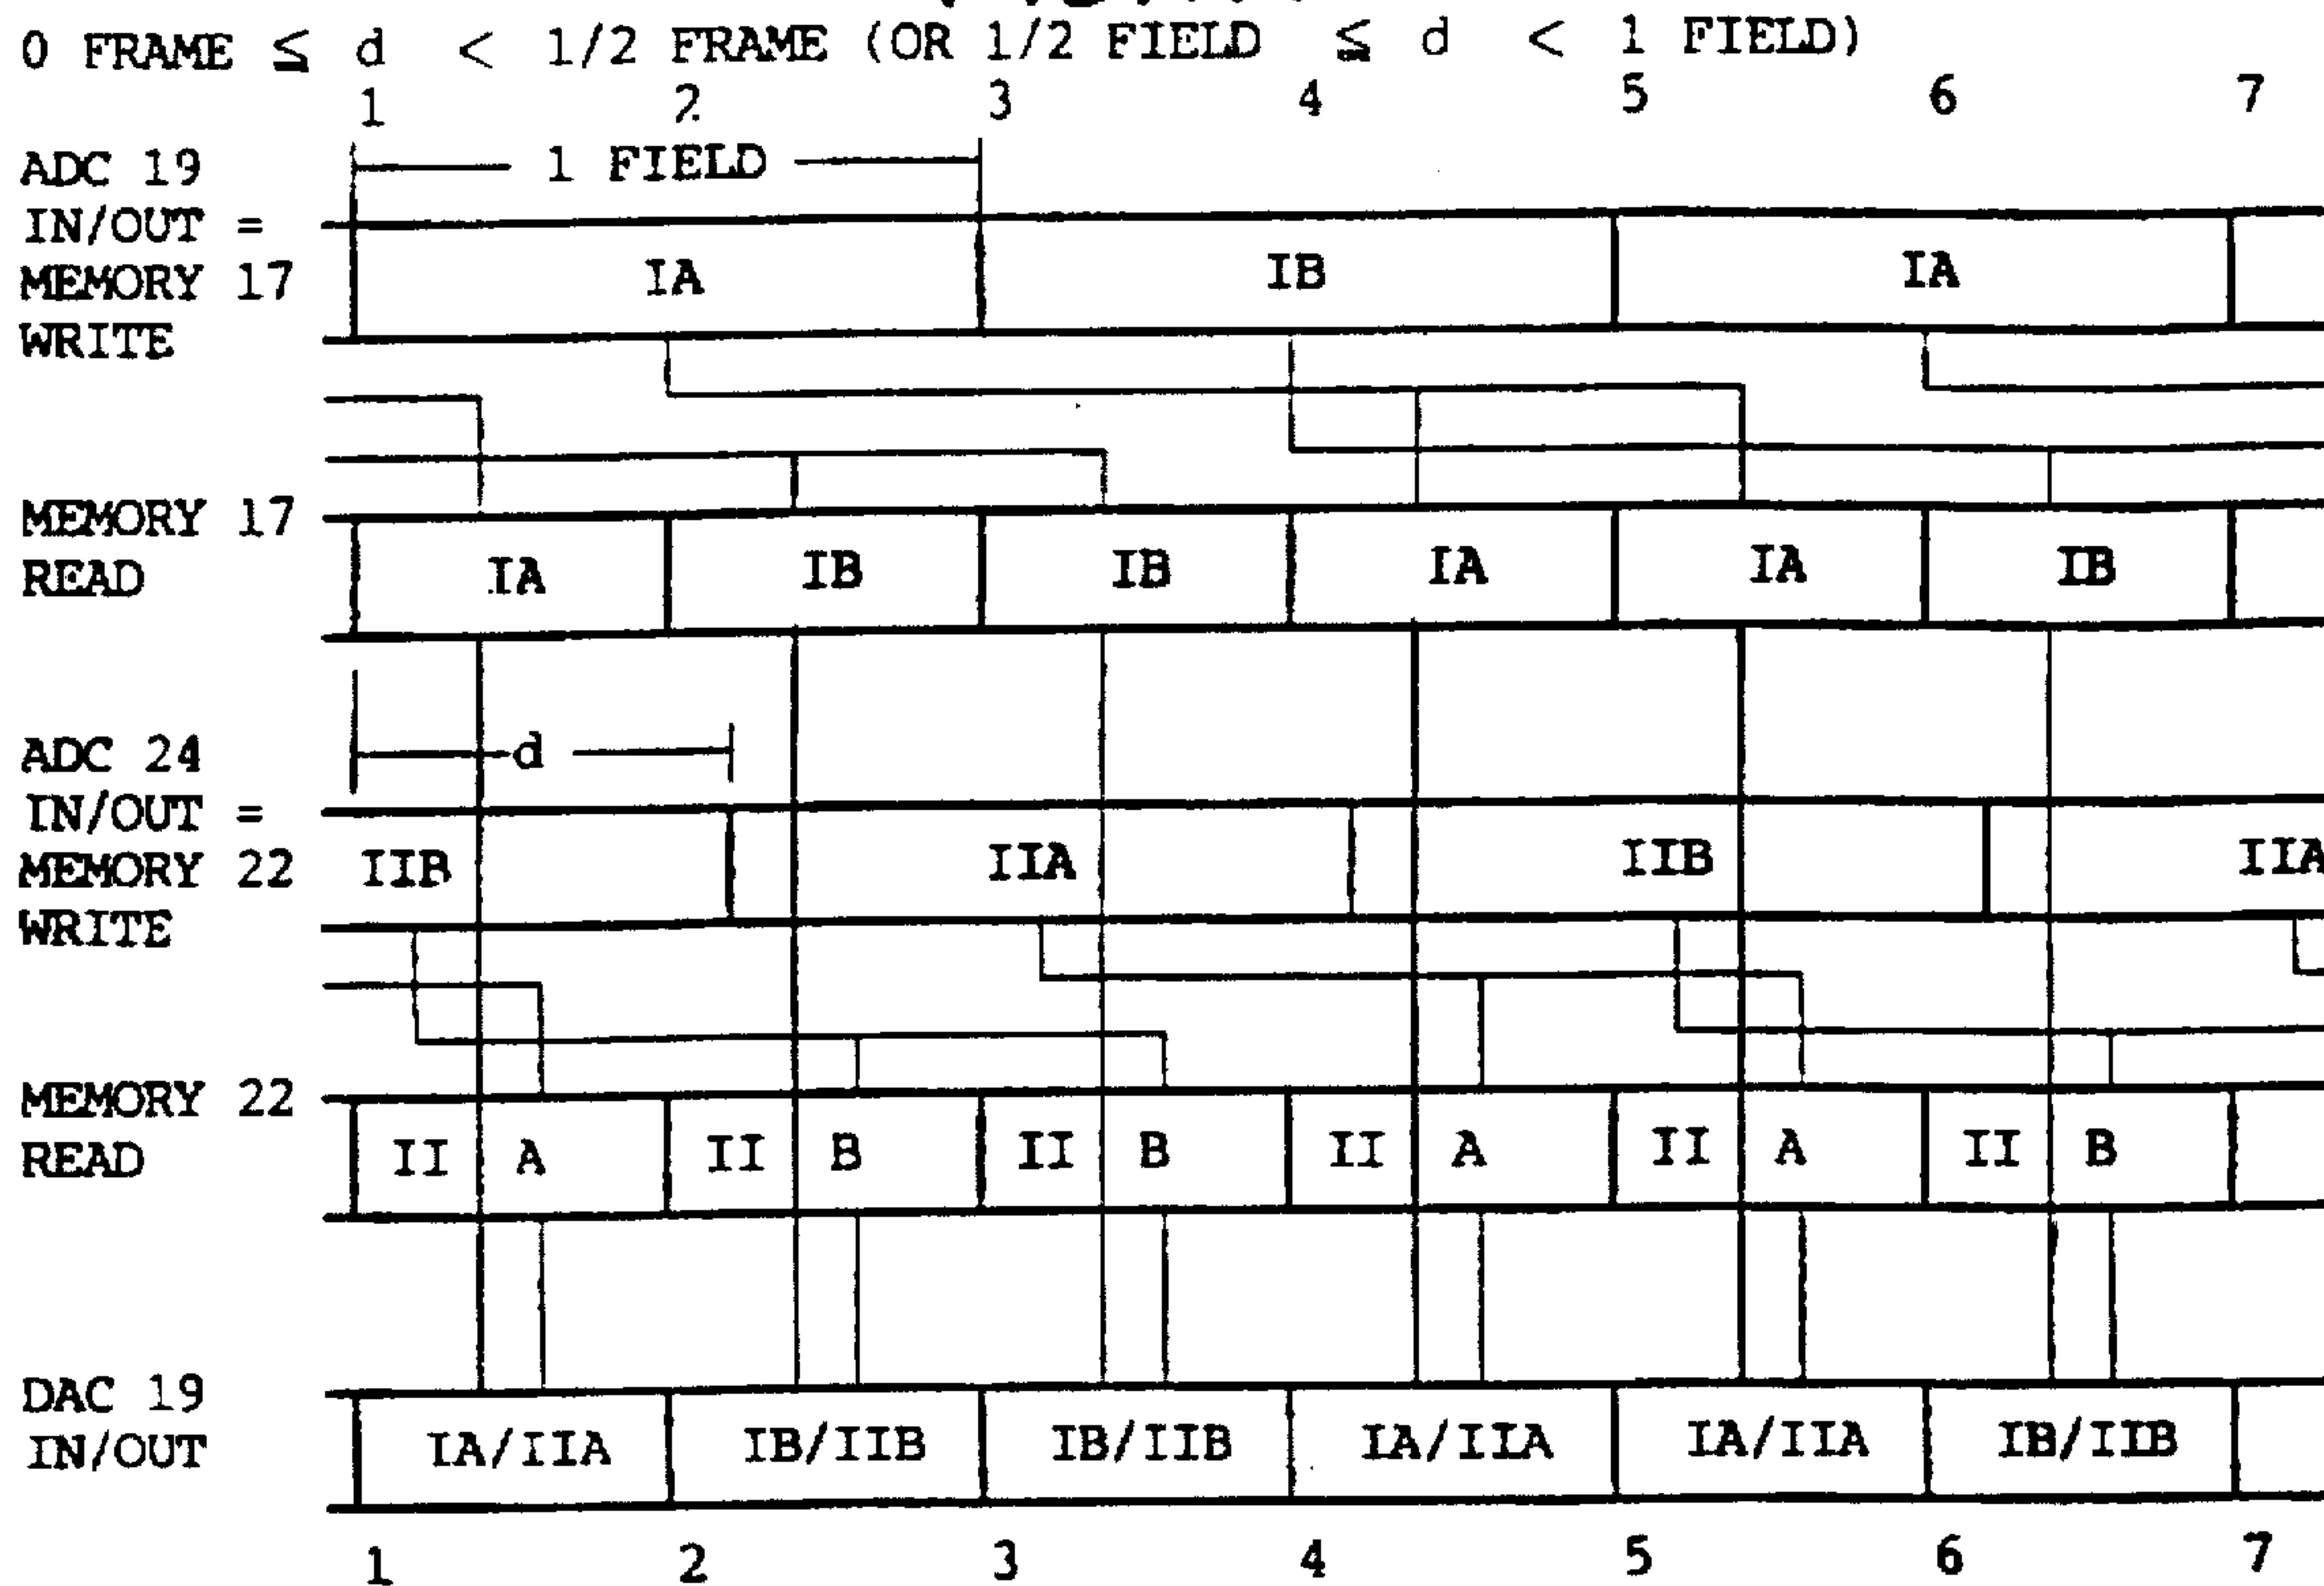 0 FRAME ≦ d < 1/2 FRAME (OR 1/2 FIELD ≦ d < 1 FIELD)
1 2 3 4 5 6 7
1 FIELD
ADC 19
IN/OUT =
MEMORY 17
WRITE
IA IB IA
MEMORY 17
READ
IA IB IB IA IA IB
d
ADC 24
IN/OUT =
MEMORY 22
WRITE
IIB IIA IIB IIA
MEMORY 22
READ
II A II B II B II A II A II B
DAC 19
IN/OUT
IA/IIA IB/IIB IB/IIB IA/IIA IA/IIA IB/IIB
1 2 3 4 5 6 7